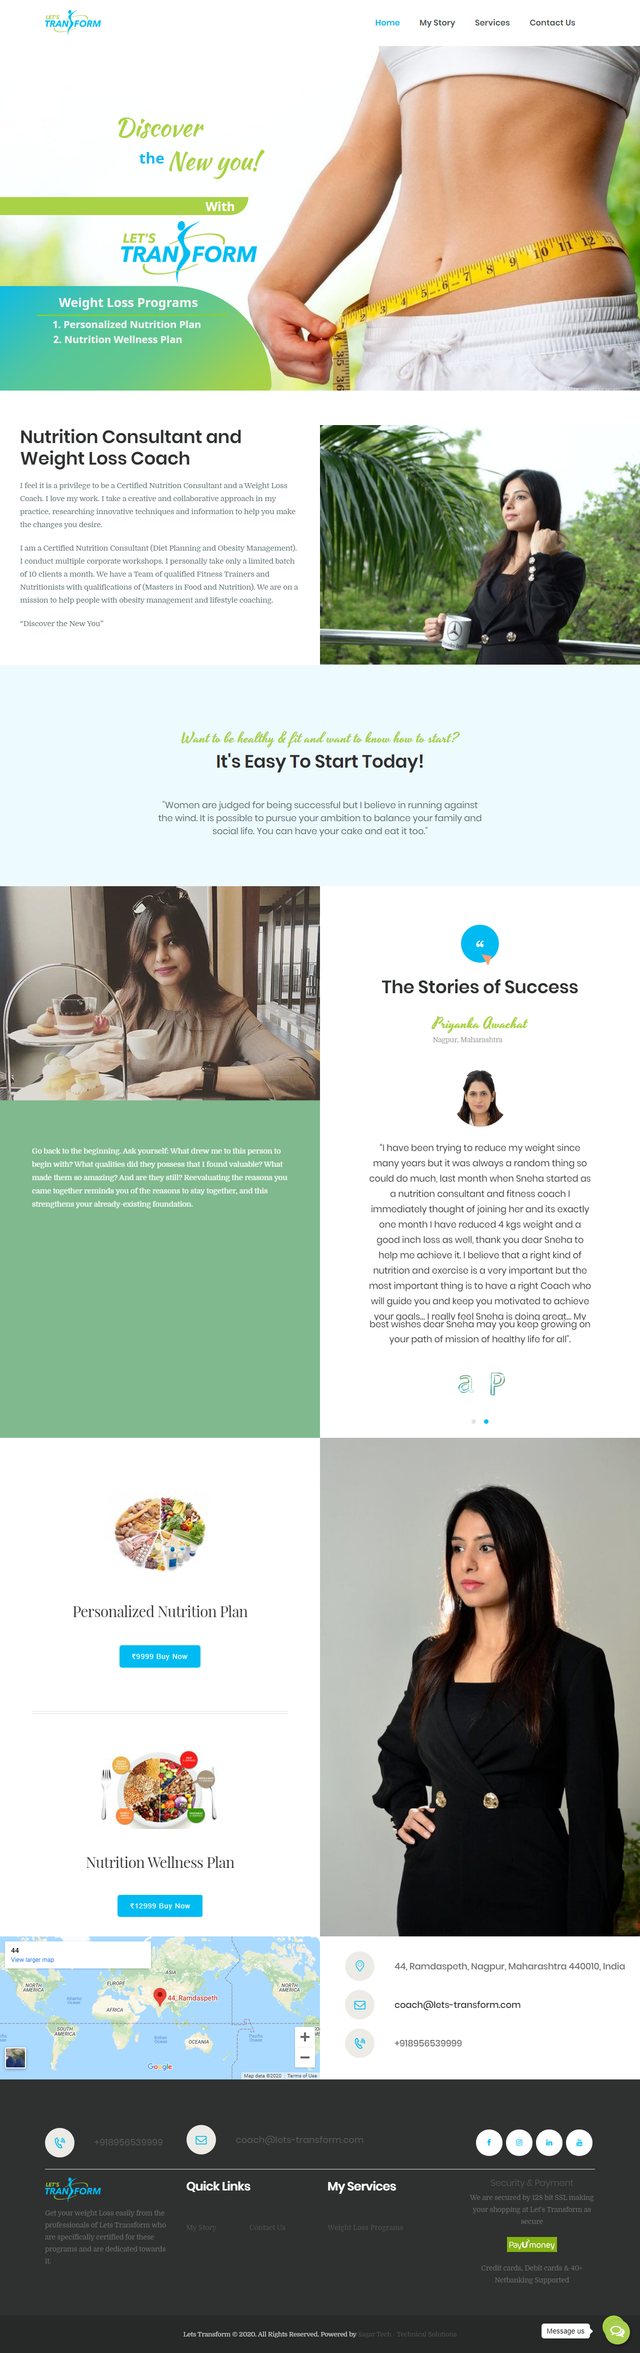 LET'S
TRANSFORM
Home My Story Services Contact Us
Discover
the New you!
With
LET'S
TRANSFORM
Weight Loss Programs
1. Personalized Nutrition Plan
2. Nutrition Wellness Plan
Nutrition Consultant and
Weight Loss Coach
I feel it is a privilege to be a Certified Nutrition Consultant and a Weight Loss
Coach. I love my work. I take a creative and collaborative approach in my
practice, researching innovative techniques and information to help you make
the changes you desire.
I am a Certified Nutrition Consultant (Diet Planning and Obesity Management).
I conduct multiple corporate workshops. I personally take only a limited batch
of 10 clients a month. We have a Team of qualified Fitness Trainers and
Nutritionists with qualifications of (Masters in Food and Nutrition). We are on a
mission to help people with obesity management and lifestyle coaching.
“Discover the New You”
Want to be healthy & fit and want to know how to start?
It's Easy To Start Today!
"Women are judged for being successful but I believe in running against
the wind. It is possible to pursue your ambition to balance your family and
social life. You can have your cake and eat it too."
Go back to the beginning. Ask yourself: What drew me to this person to
begin with? What qualities did they possess that I found valuable? What
made them so amazing? And are they still? Reevaluating the reasons you
came together reminds you of the reasons to stay together, and this
strengthens your already-existing foundation.
The Stories of Success
Priyanka Awachat
Nagpur, Maharashtra
"I have been trying to reduce my weight since
many years but it was always a random thing so
could do much, last month when Sneha started as
a nutrition consultant and fitness coach I
immediately thought of joining her and its exactly
one month I have reduced 4 kgs weight and a
good inch loss as well, thank you dear Sneha to
help me achieve it. I believe that a right kind of
nutrition and exercise is a very important but the
most important thing is to have a right Coach who
will guide you and keep you motivated to achieve
your goals... I really feel Sneha is doing great... My
best wishes dear Sneha may you keep growing on
your path of mission of healthy life for all".
a P
Personalized Nutrition Plan
₹9999 Buy Now
Nutrition Wellness Plan
₹12999 Buy Now
44
View larger map
NORTH AMERICA
EUROPE
ASIA
NORTH AMERICA
Atlantic Ocean
AFRICA
44, Ramdaspeth
SOUTH AMERICA
Indian Ocean
OCEANIA
Pacific Ocean
SOUTH AMERICA
Google
Map data ©2020 Terms of Use
44, Ramdaspoth, Nagpur, Maharashtra 440010, India
coach@lets-transform.com
+918956539999
+918956539999
coach@lets-transform.com
LET'S
TRANSFORM
Get your weight Loss easily from the
professionals of Lets Transform who
are specifically certified for these
programs and are dedicated towards
it.
Quick Links
My Story Contact Us
My Services
Weight Loss Programs
Security & Payment
We are secured by 128 bit SSL making
your shopping at Let's Transform as
secure
PayUmoney
Credit cards, Debit cards & 40+
Netbanking Supported
Lets Transform © 2020. All Rights Reserved. Powered by Sagar Tech - Technical Solutions
Message us